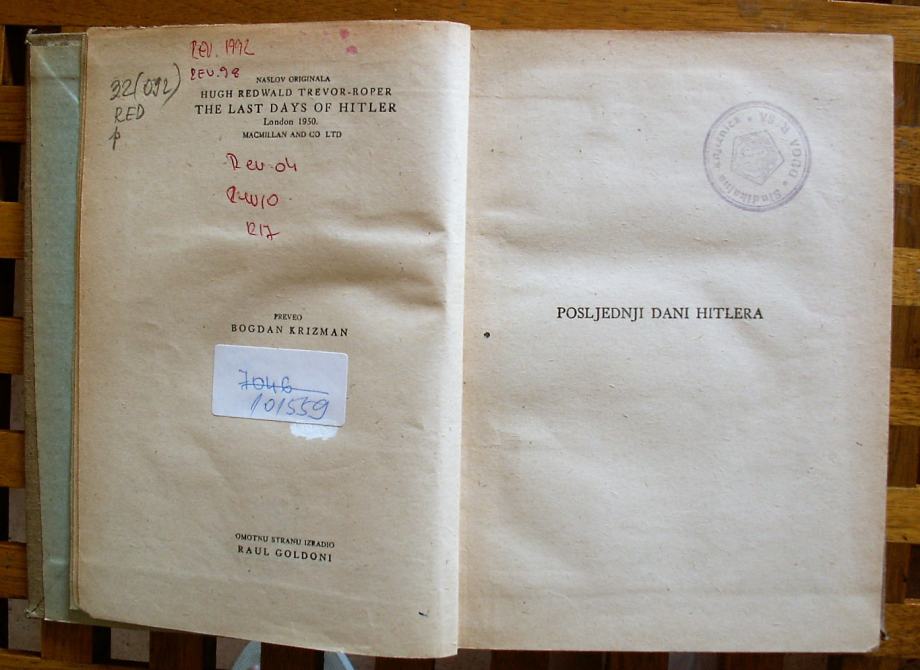 REV. 1992
REV. 98
32(092)
RED
p
NASLOV ORIGINALA
HUGH REDWALD TREVOR-ROPER
THE LAST DAYS OF HITLER
London 1950.
MACMILLAN AND CO LTD
Rev-04
Rev10
R17
PREVEO
BOGDAN KRIZMAN
7046
101559
OMOTNU STRANU IZRADIO
RAUL GOLDONI
Sindikalna
POSLJEDNJI DANI HITLERA